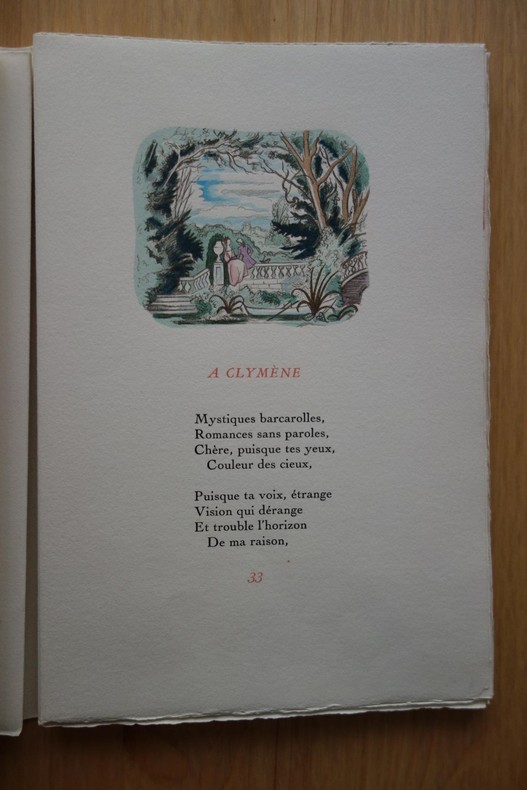 A CLYMÈNE
Mystiques barcarolles,
Romances sans paroles,
Chère, puisque tes yeux,
Couleur des cieux,
Puisque ta voix, étrange
Vision qui dérange
Et trouble l'horizon
De ma raison,
33